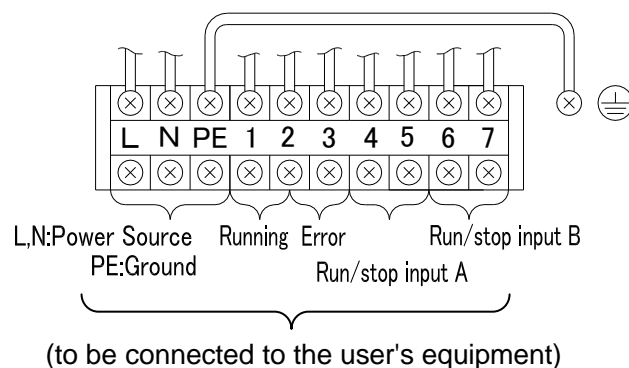 L N PE 1 2 3 4 5 6 7
L,N:Power Source Running Error Run/stop input B
PE:Ground Run/stop input A
(to be connected to the user's equipment)